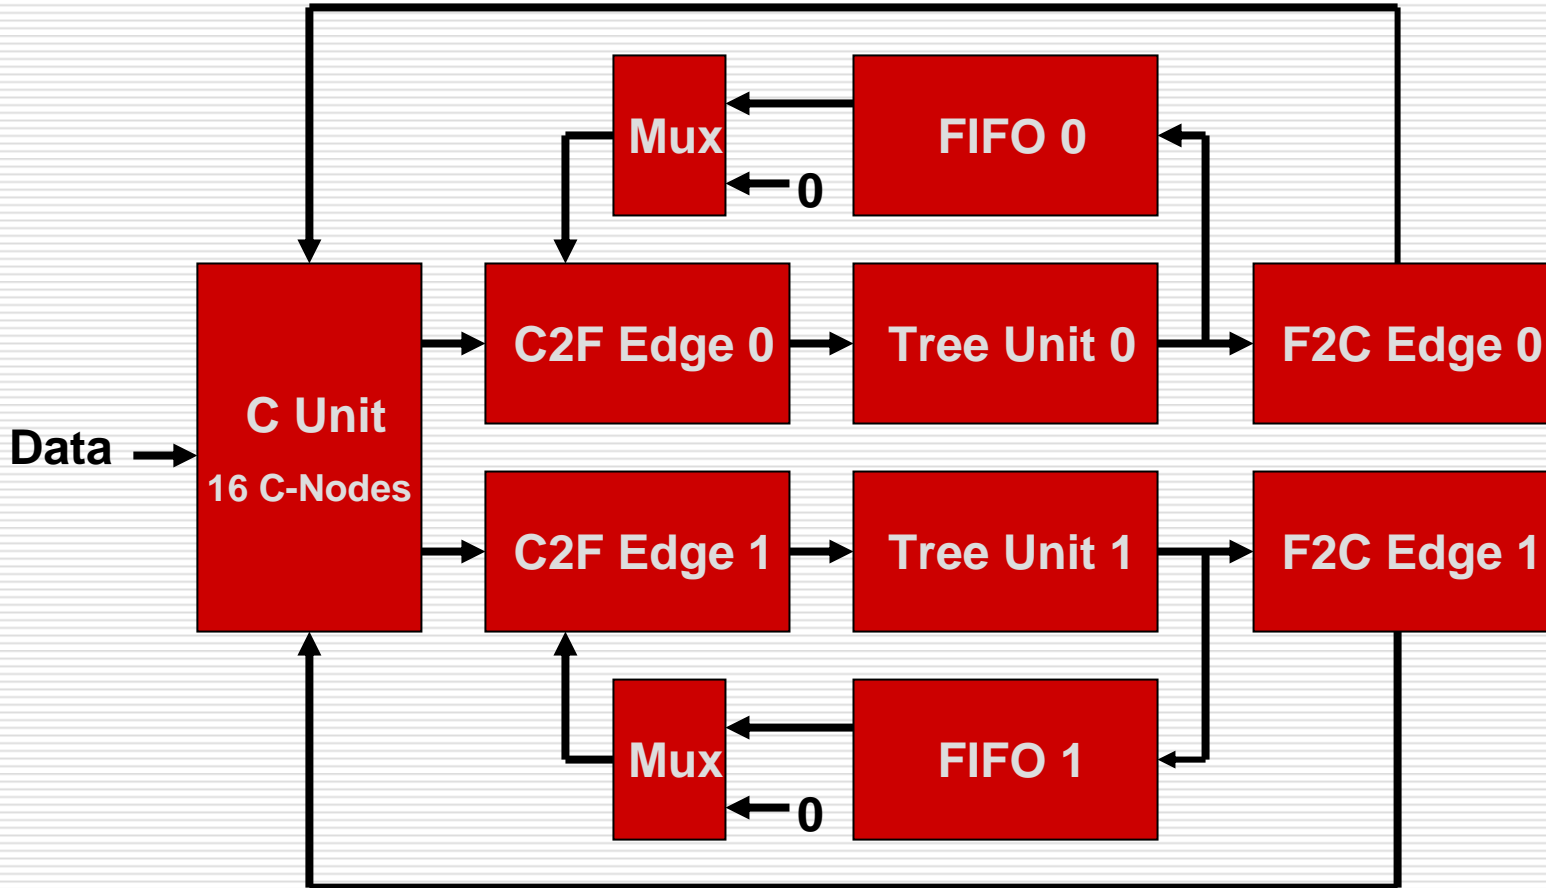 Mux
FIFO 0
0
C2F Edge 0
Tree Unit 0
F2C Edge 0
Data
C Unit
16 C-Nodes
C2F Edge 1
Tree Unit 1
F2C Edge 1
Mux
FIFO 1
0